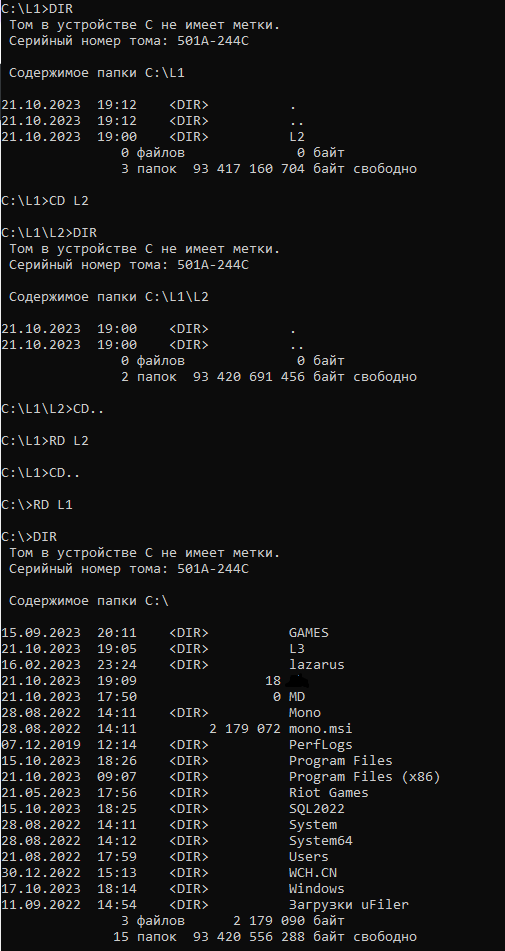 C:\L1>DIR
Том в устройстве C не имеет метки.
Серийный номер тома: 501A-244C
Содержимое папки C:\L1
21.10.2023 19:12 <DIR> .
21.10.2023 19:12 <DIR> ..
21.10.2023 19:00 <DIR> L2
0 файлов 0 байт
3 папок 93 417 160 704 байт свободно
C:\L1>CD L2
C:\L1\L2>DIR
Том в устройстве C не имеет метки.
Серийный номер тома: 501A-244C
Содержимое папки C:\L1\L2
21.10.2023 19:00 <DIR> .
21.10.2023 19:00 <DIR> ..
0 файлов 0 байт
2 папок 93 420 691 456 байт свободно
C:\L1\L2>CD..
C:\L1>RD L2
C:\L1>CD..
C:\>RD L1
C:\>DIR
Том в устройстве C не имеет метки.
Серийный номер тома: 501A-244C
Содержимое папки C:\
15.09.2023 20:11 <DIR> GAMES
21.10.2023 19:05 <DIR> L3
16.02.2023 23:24 <DIR> lazarus
21.10.2023 19:09 18
21.10.2023 17:50 0 MD
28.08.2022 14:11 <DIR> Mono
28.08.2022 14:11 2 179 072 mono.msi
07.12.2019 12:14 <DIR> PerfLogs
15.10.2023 18:26 <DIR> Program Files
21.10.2023 09:07 <DIR> Program Files (x86)
21.05.2023 17:56 <DIR> Riot Games
15.10.2023 18:25 <DIR> SQL2022
28.08.2022 14:11 <DIR> System
28.08.2022 14:12 <DIR> System64
21.08.2022 17:59 <DIR> Users
30.12.2022 15:13 <DIR> WCH.CN
17.10.2023 18:14 <DIR> Windows
11.09.2022 14:54 <DIR> Загрузки uFiler
3 файлов 2 179 090 байт
15 папок 93 420 556 288 байт свободно